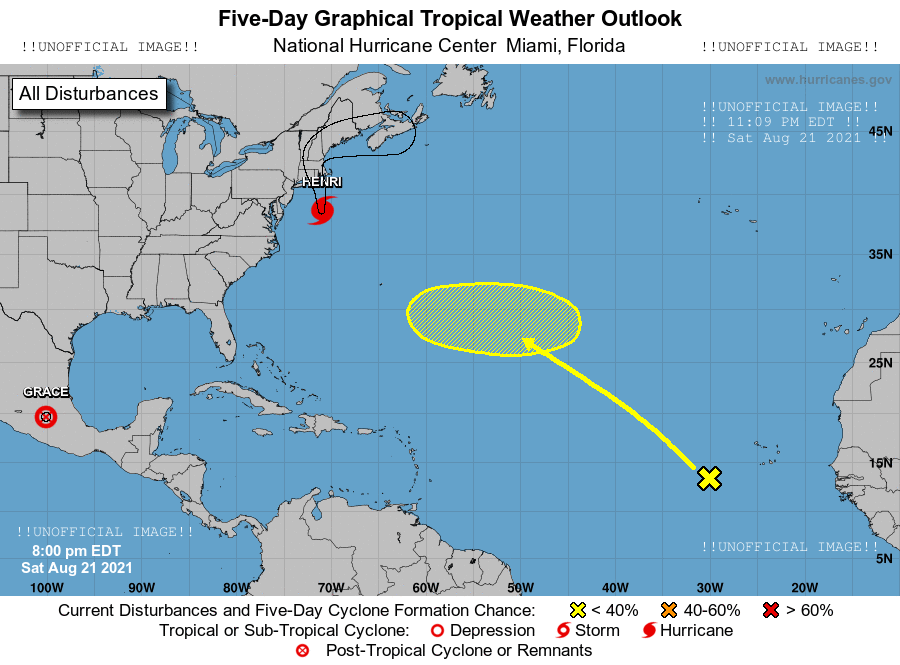 Five-Day Graphical Tropical Weather Outlook
!!UNOFFICIAL IMAGE!! National Hurricane Center Miami, Florida !!UNOFFICIAL IMAGE!!
www.hurricanes.gov
All Disturbances
!!UNOFFICIAL IMAGE!!
!! 11:09 PM EDT !!
!! Sat Aug 21 2021 !!
45N
HENRI
35N
25N
GRACE
15N
!!UNOFFICIAL IMAGE!!
!!UNOFFICIAL IMAGE!!
8:00 pm EDT
Sat Aug 21 2021
5N
100W 90W 80W 70W 60W 50W 40W 30W 20W
Current Disturbances and Five-Day Cyclone Formation Chance: < 40% 40-60% > 60%
Tropical or Sub-Tropical Cyclone: Depression Storm Hurricane
Post-Tropical Cyclone or Remnants